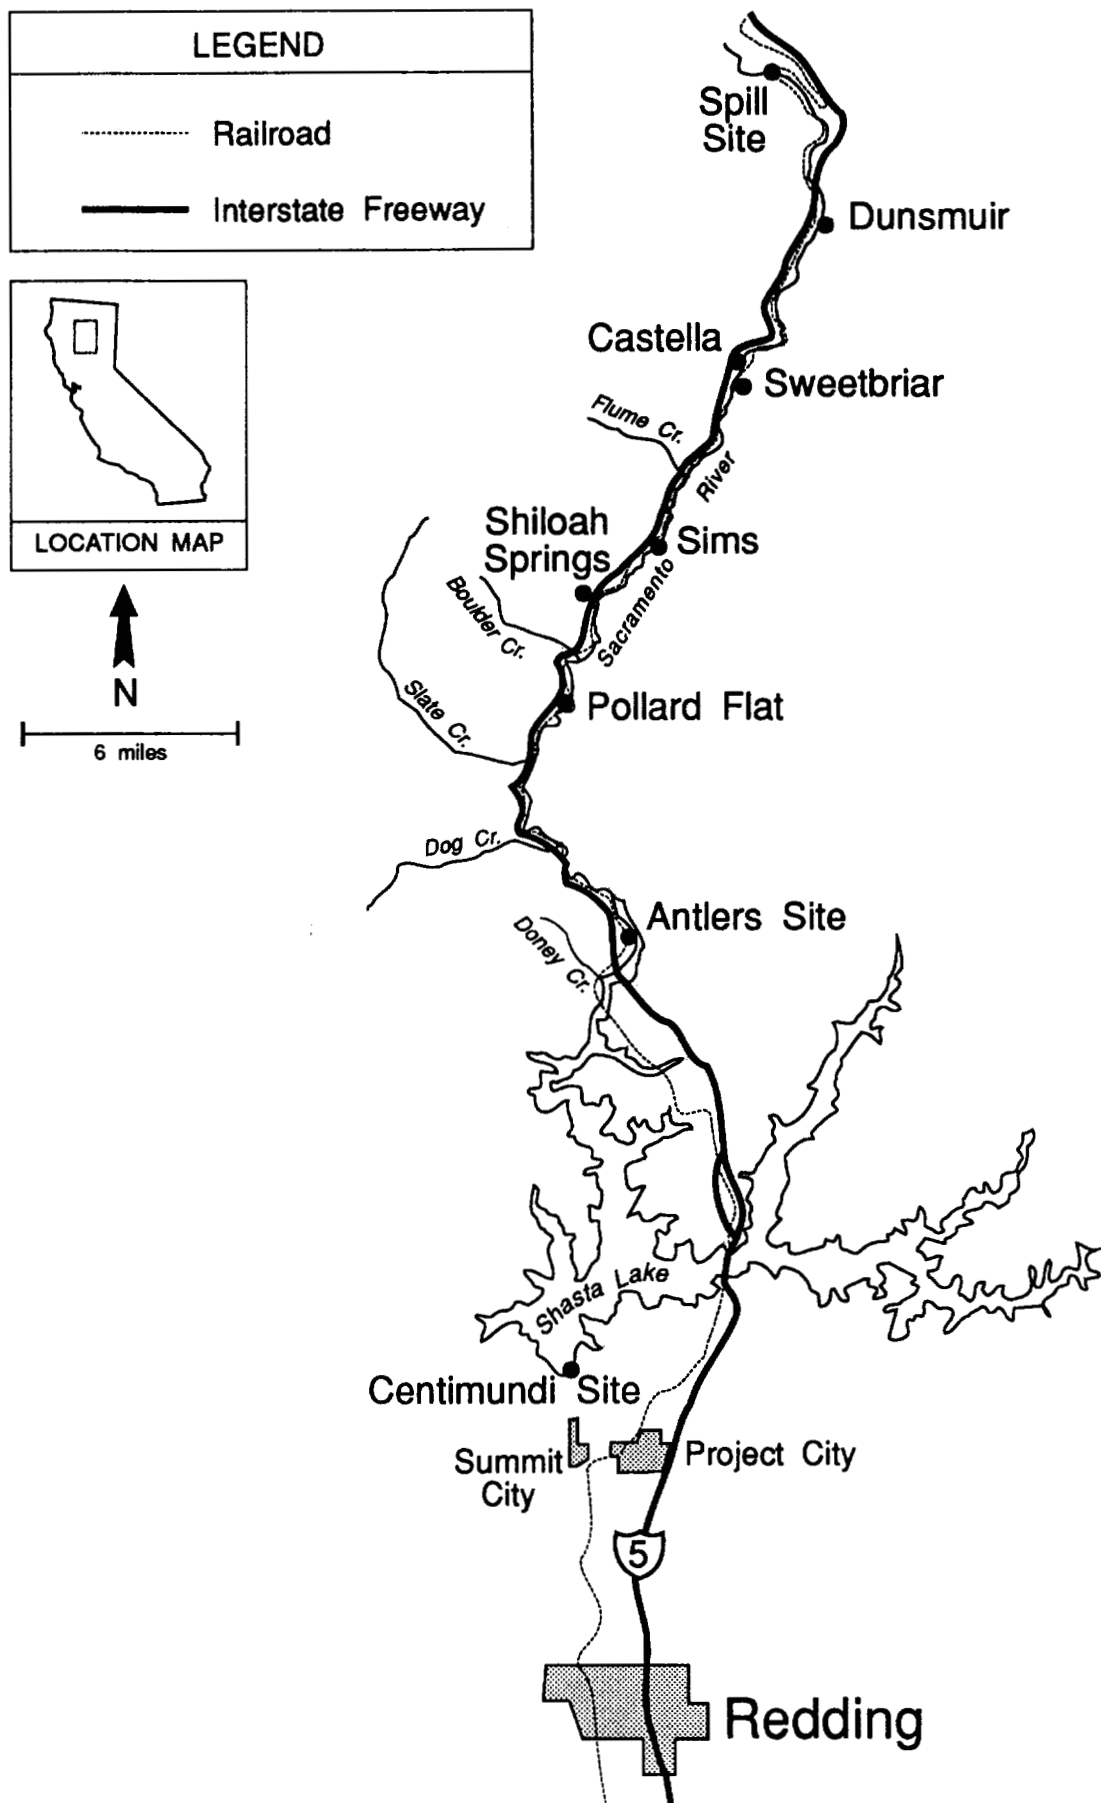 LEGEND
Railroad
Interstate Freeway
LOCATION MAP
N
6 miles
Spill
Site
Dunsmuir
Castella
Sweetbriar
Flume Cr.
River
Shiloah
Springs
Sims
Sacramento
Boulder Cr.
Pollard Flat
Slate Cr.
Dog Cr.
Antlers Site
Doney Cr.
Shasta Lake
Centimundi Site
Summit
City
Project City
5
Redding